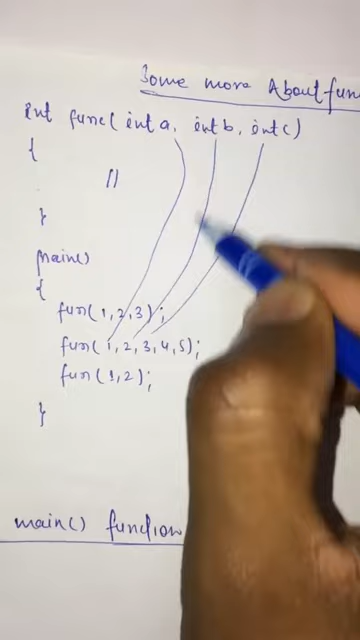 Some more About fun
int func( int a, int b, int c)
{
//
}
main()
{
fun( 1, 2, 3);
fun( 1, 2, 3, 4, 5);
fun( 1, 2);
}
main() function